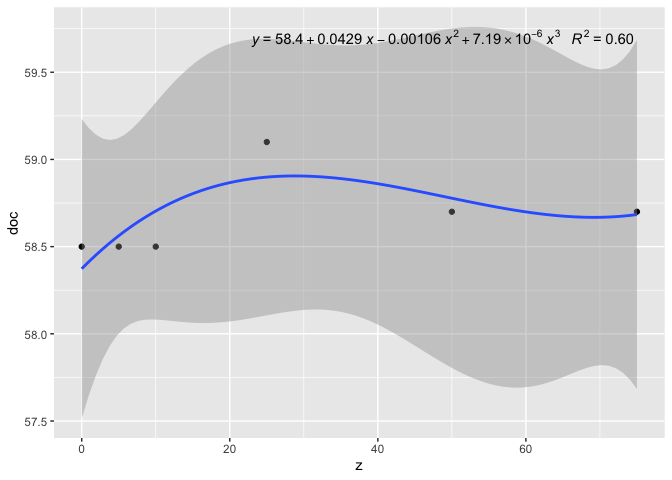 y = 58.4 + 0.0429 x − 0.00106 x² + 7.19 × 10⁻⁶ x³ R² = 0.60
59.5
59.0
58.5
58.0
57.5
doc
0 20 40 60
z